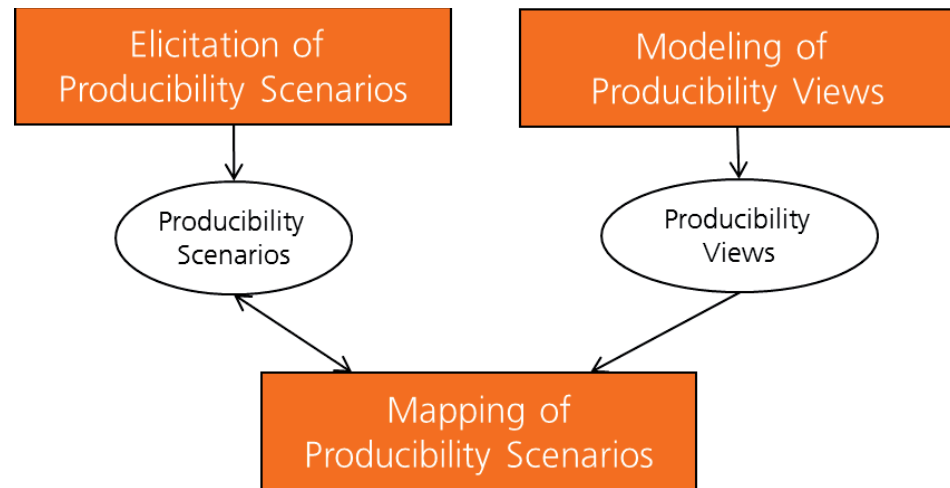 Elicitation of
Producibility Scenarios
Modeling of
Producibility Views
Producibility
Scenarios
Producibility
Views
Mapping of
Producibility Scenarios